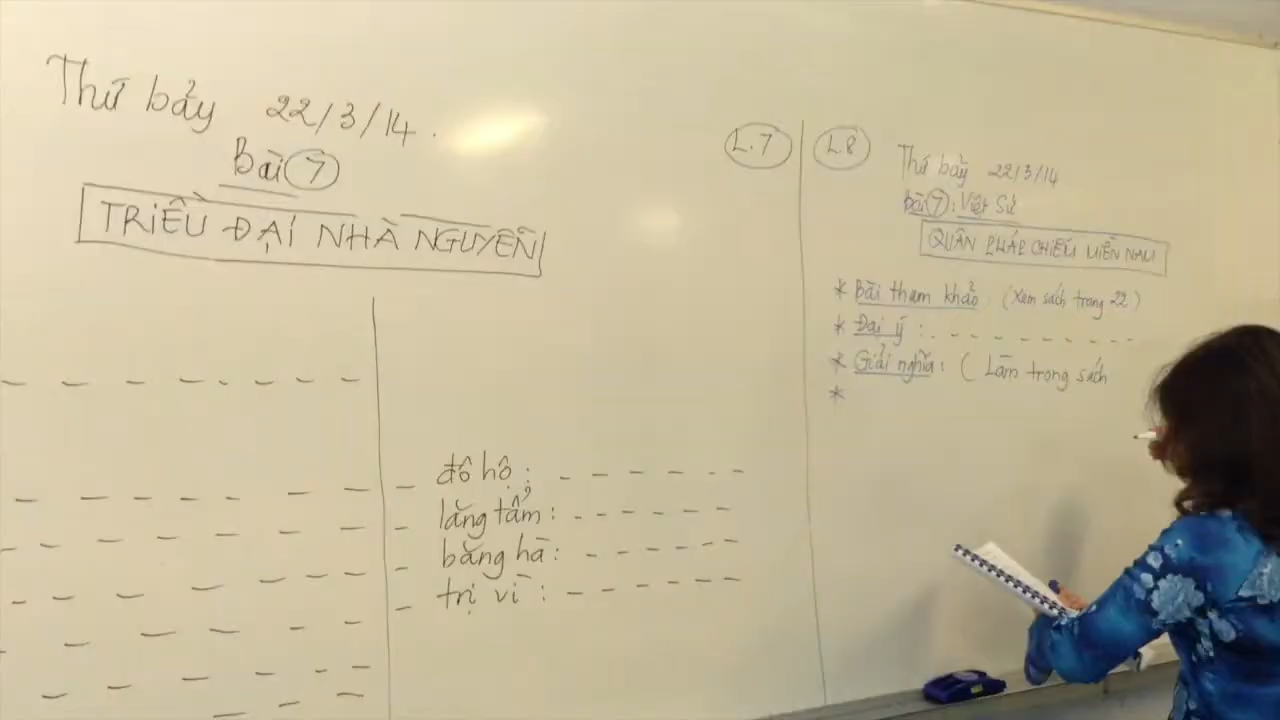 Thứ bảy 22/3/14.
Bài 7
TRIỀU ĐẠI NHÀ NGUYỄN
đô hộ:
lăng tẩm:
băng hà:
trị vì:
L.7
L.8
Thứ bảy 22/3/14
Bài 7: Việt Sử
QUÂN PHÁP CHIẾM MIỀN NAM
* Bài tham khảo (Xem sách trang 22)
* Đại ý:
* Giải nghĩa: ( Làm trong sách
*